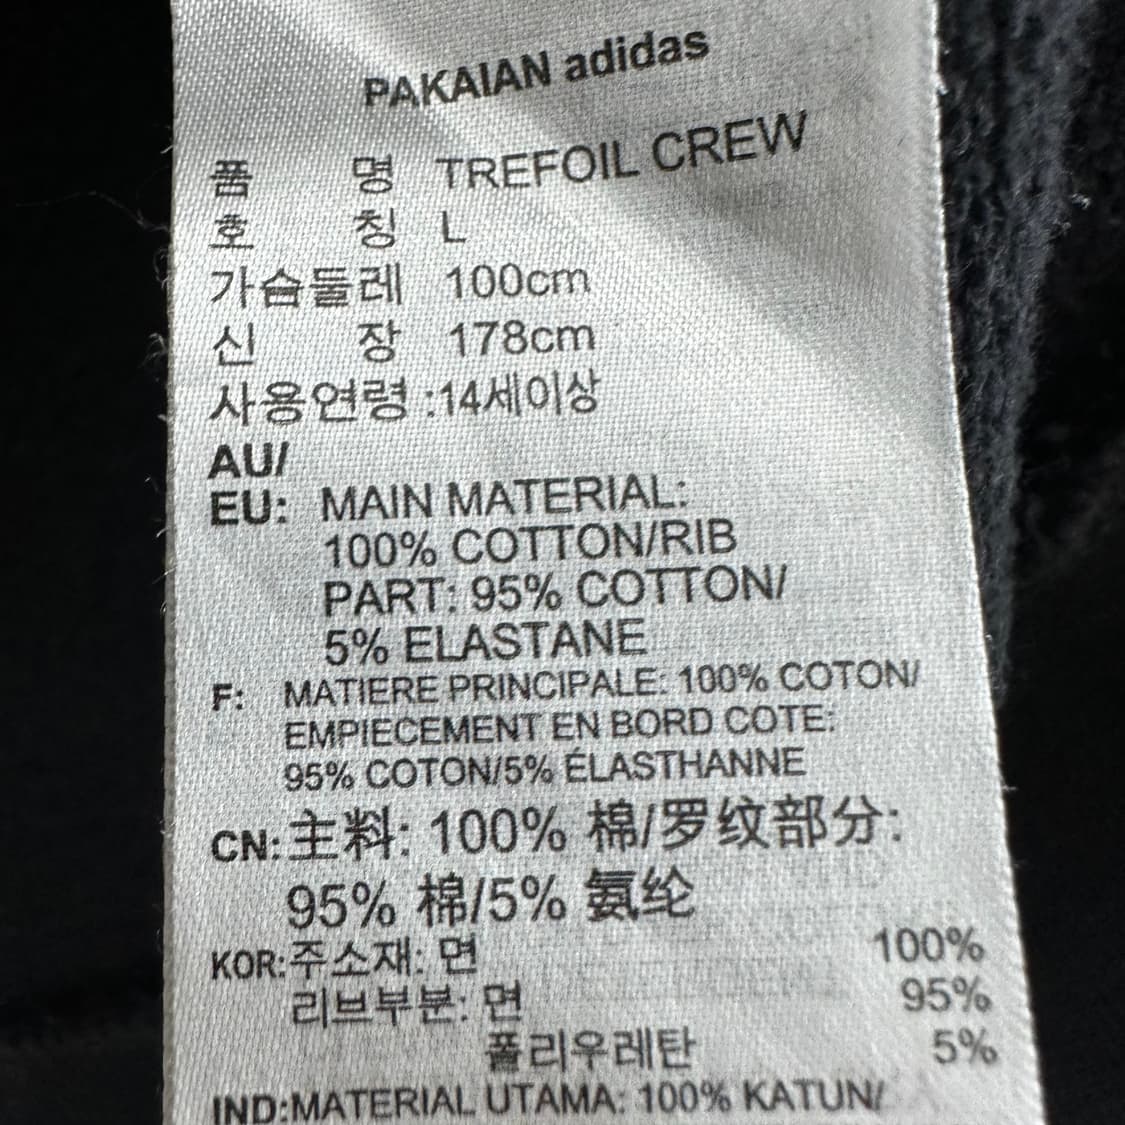 PAKAIAN adidas
품 명 TREFOIL CREW
호 칭 L
가슴둘레 100cm
신 장 178cm
사용연령 :14세이상
AU/
EU: MAIN MATERIAL:
100% COTTON/RIB
PART: 95% COTTON/
5% ELASTANE
F: MATIERE PRINCIPALE: 100% COTON/
EMPIECEMENT EN BORD COTE:
95% COTON/5% ÉLASTHANNE
CN:主料: 100% 棉/罗纹部分:
95% 棉/5% 氨纶
KOR:주소재: 면 100%
리브부분: 면 95%
폴리우레탄 5%
IND:MATERIAL UTAMA: 100% KATUN/